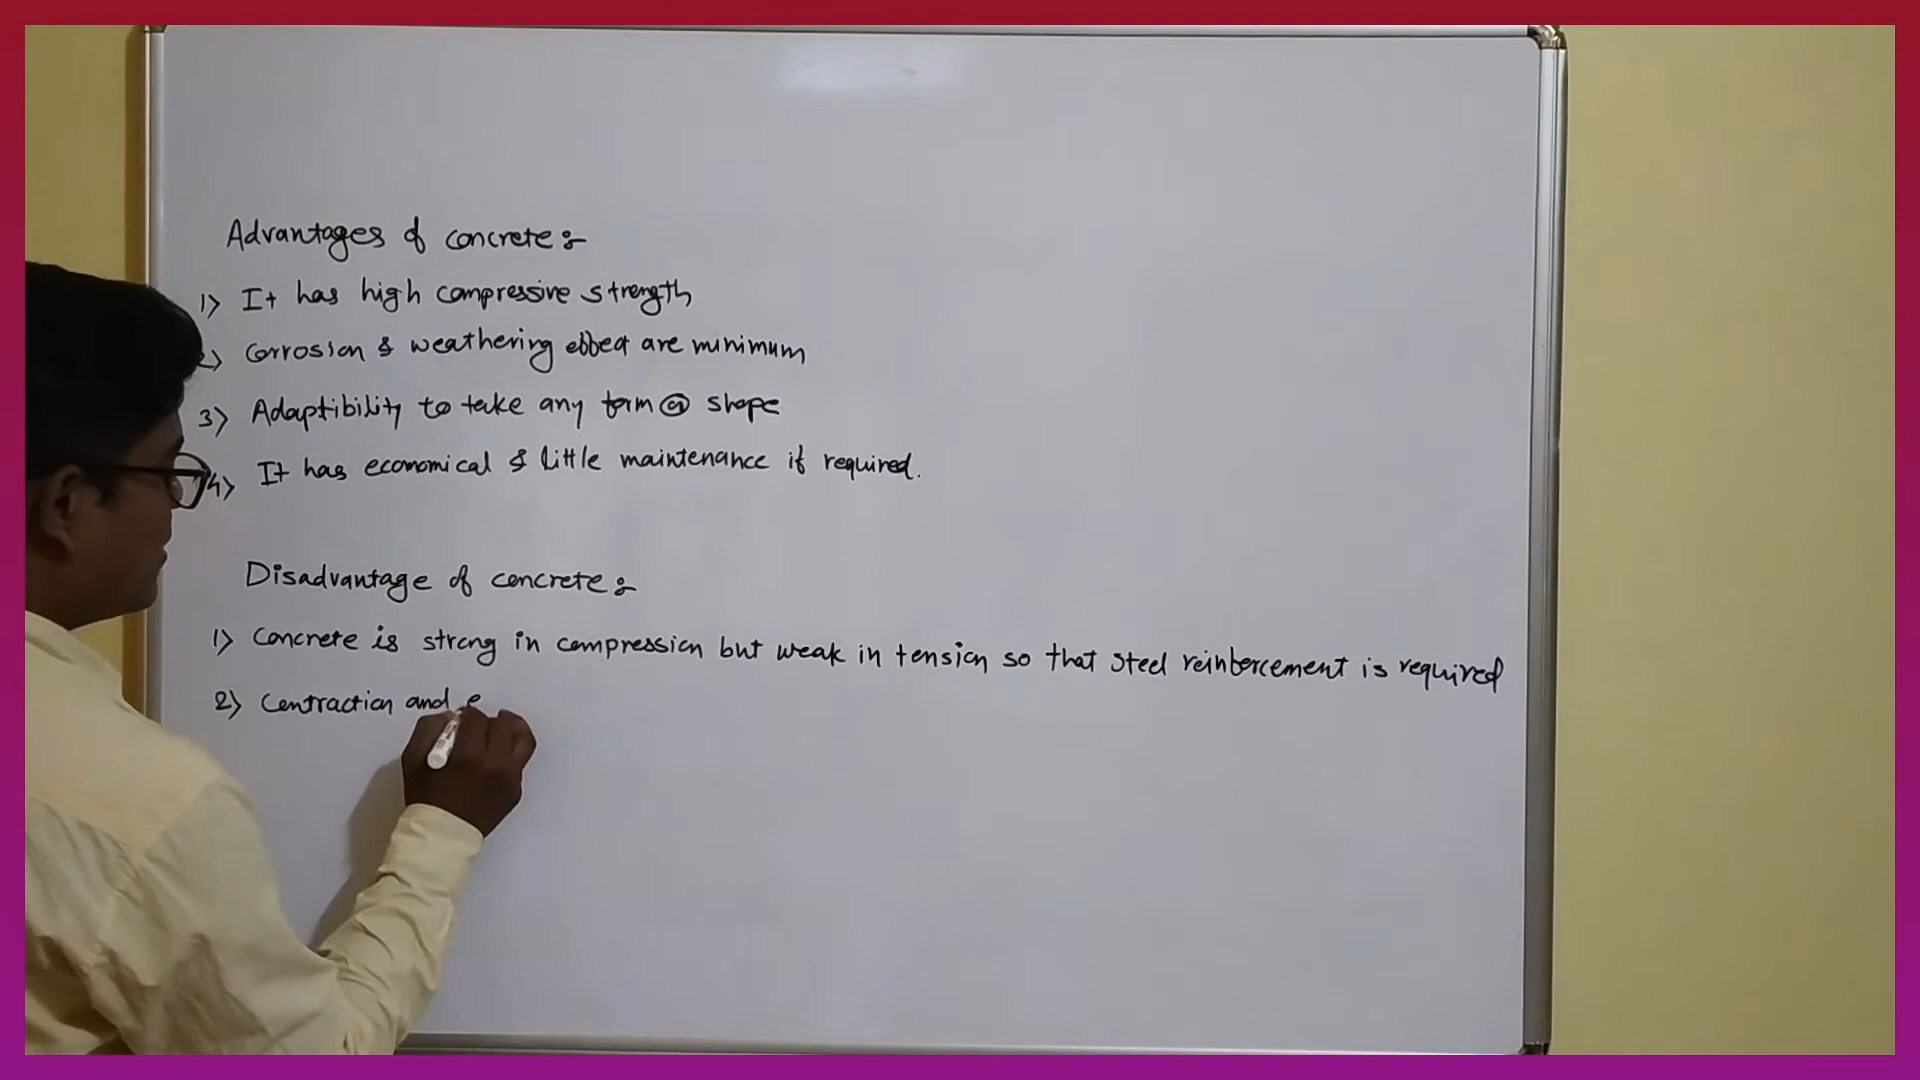 Advantages of concrete :-
1) It has high compressive strength
2) Corrosion & weathering effect are minimum
3) Adaptibility to take any form or shape
4) It has economical & little maintenance if required.
Disadvantage of concrete :-
1) Concrete is strong in compression but weak in tension so that steel reinforcement is required
2) Contraction and e